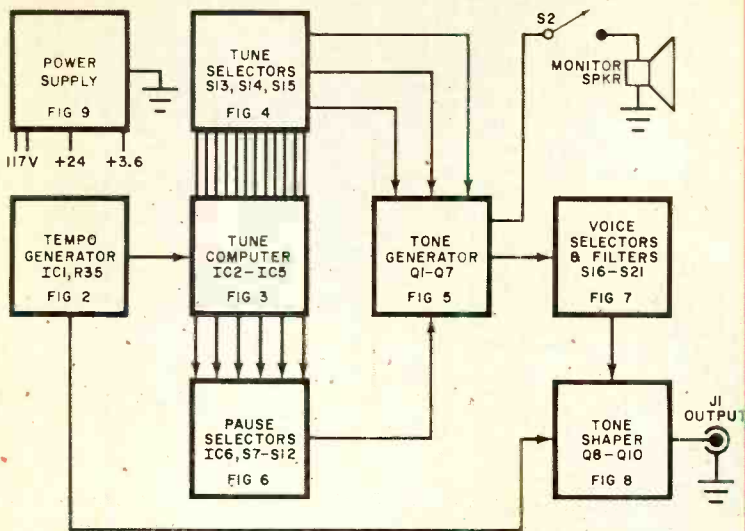 POWER
SUPPLY
FIG 9
117V +24 +3.6
TUNE
SELECTORS
S13, S14, S15
FIG 4
S2
MONITOR
SPKR
TEMPO
GENERATOR
IC1, R35
FIG 2
TUNE
COMPUTER
IC2-IC5
FIG 3
TONE
GENERATOR
Q1-Q7
FIG 5
VOICE
SELECTORS
& FILTERS
S16-S21
FIG 7
PAUSE
SELECTORS
IC6, S7-S12
FIG 6
TONE
SHAPER
Q8-Q10
FIG 8
J1
OUTPUT